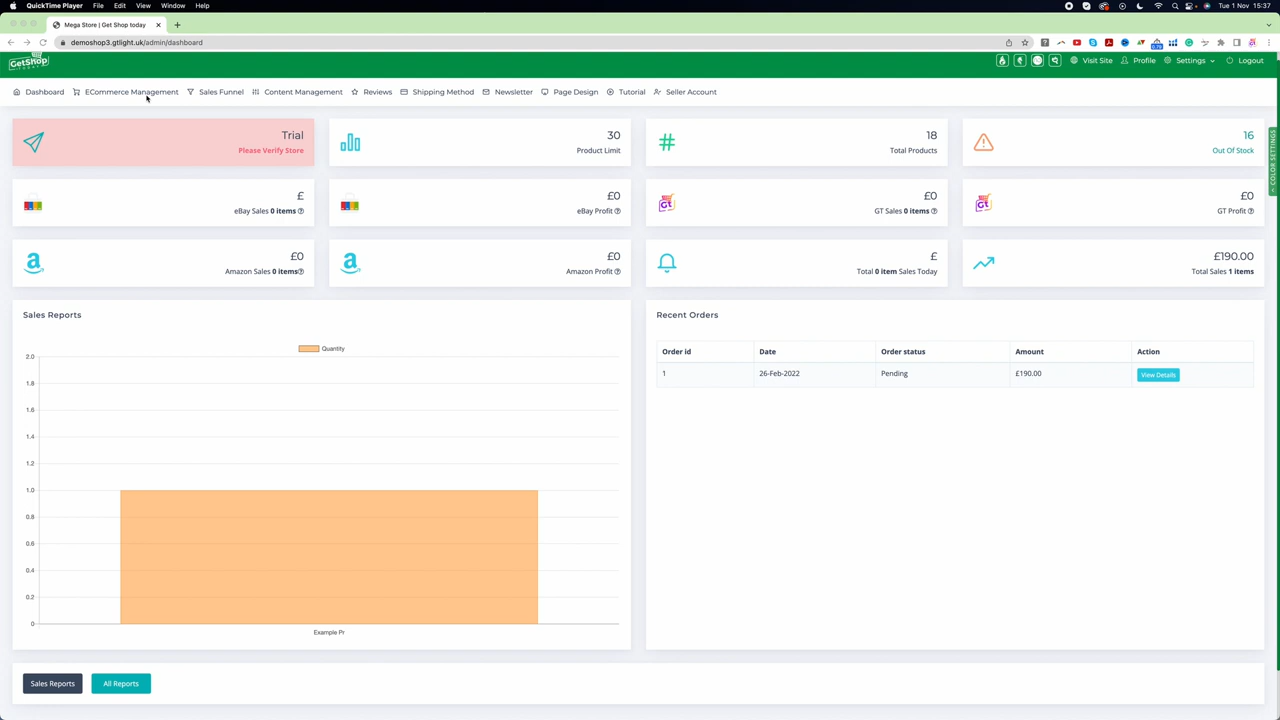 QuickTime Player File Edit View Window Help Tue 1 Nov 15:37
Mega Store | Get Shop today
demoshop3.gtlight.uk/admin/dashboard
GetShop
Visit Site Profile Settings Logout
Dashboard ECommerce Management Sales Funnel Content Management Reviews Shipping Method Newsletter Page Design Tutorial Seller Account
Trial
Please Verify Store
30
Product Limit
18
Total Products
16
Out Of Stock
< COLOR SETTINGS
£
eBay Sales 0 items
£0
eBay Profit
£0
GT Sales 0 items
£0
GT Profit
£0
Amazon Sales 0 items
£0
Amazon Profit
£
Total 0 item Sales Today
£190.00
Total Sales 1 items
Sales Reports
Quantity
2.0
1.8
1.6
1.4
1.2
1.0
0.8
0.6
0.4
0.2
0
Example Pr
Recent Orders
Order id Date Order status Amount Action
1 26-Feb-2022 Pending £190.00 View Details
Sales Reports All Reports